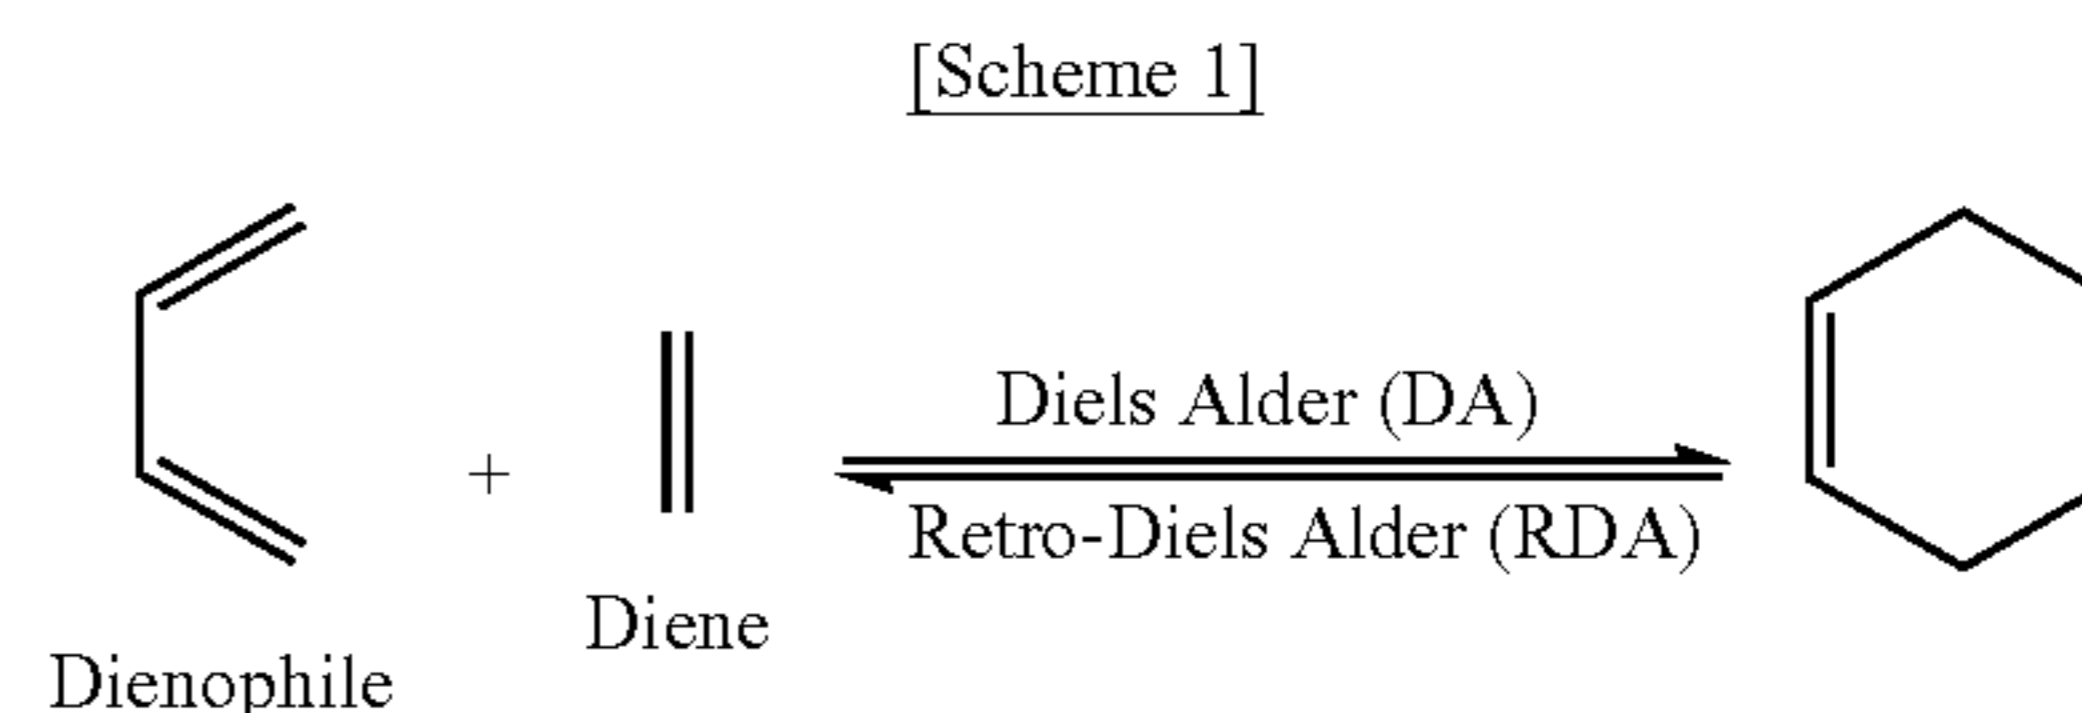 [Scheme 1]
Diels Alder (DA)
+
Retro-Diels Alder (RDA)
Diene
Dienophile